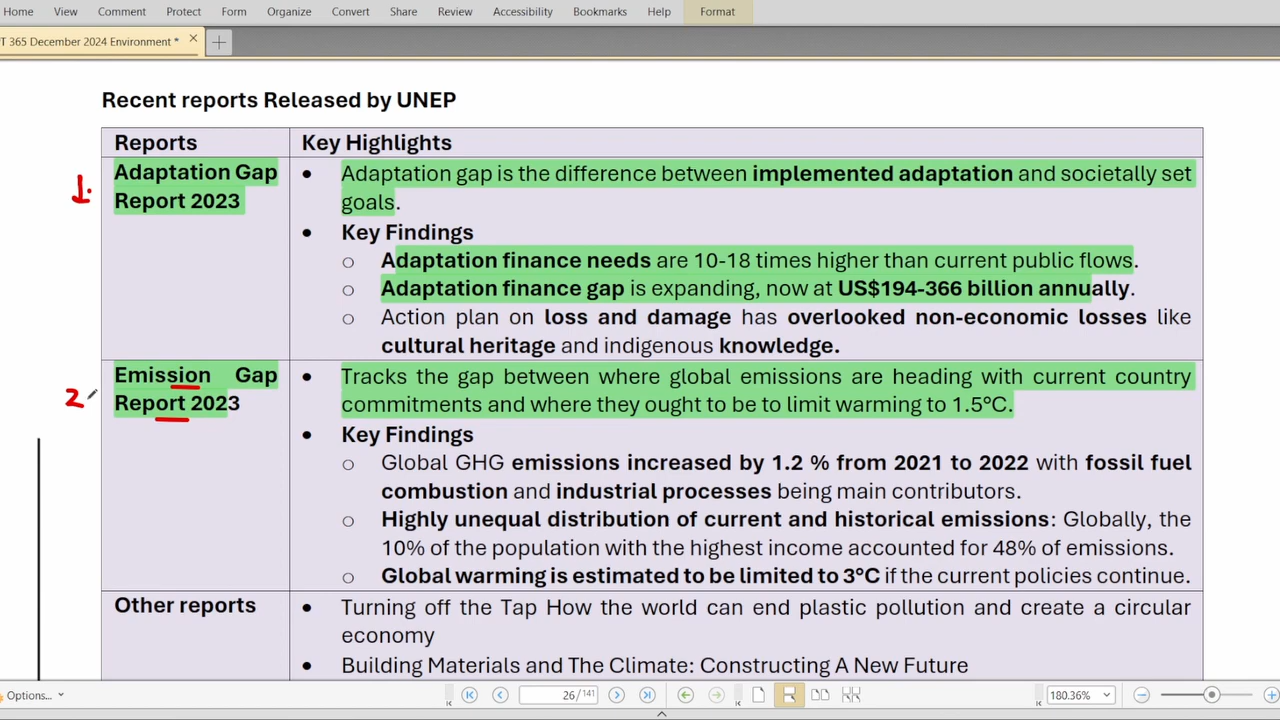 Home View Comment Protect Form Organize Convert Share Review Accessibility Bookmarks Help Format
T 365 December 2024 Environment *
Recent reports Released by UNEP
Reports Key Highlights
Adaptation Gap Report 2023
1.
• Adaptation gap is the difference between implemented adaptation and societally set
goals.
• Key Findings
○ Adaptation finance needs are 10-18 times higher than current public flows.
○ Adaptation finance gap is expanding, now at US$194-366 billion annually.
○ Action plan on loss and damage has overlooked non-economic losses like
cultural heritage and indigenous knowledge.
Emission Gap
Report 2023
2
• Tracks the gap between where global emissions are heading with current country
commitments and where they ought to be to limit warming to 1.5°C.
• Key Findings
○ Global GHG emissions increased by 1.2 % from 2021 to 2022 with fossil fuel
combustion and industrial processes being main contributors.
○ Highly unequal distribution of current and historical emissions: Globally, the
10% of the population with the highest income accounted for 48% of emissions.
○ Global warming is estimated to be limited to 3°C if the current policies continue.
Other reports
• Turning off the Tap How the world can end plastic pollution and create a circular
economy
• Building Materials and The Climate: Constructing A New Future
Options... 26 / 141 180.36%